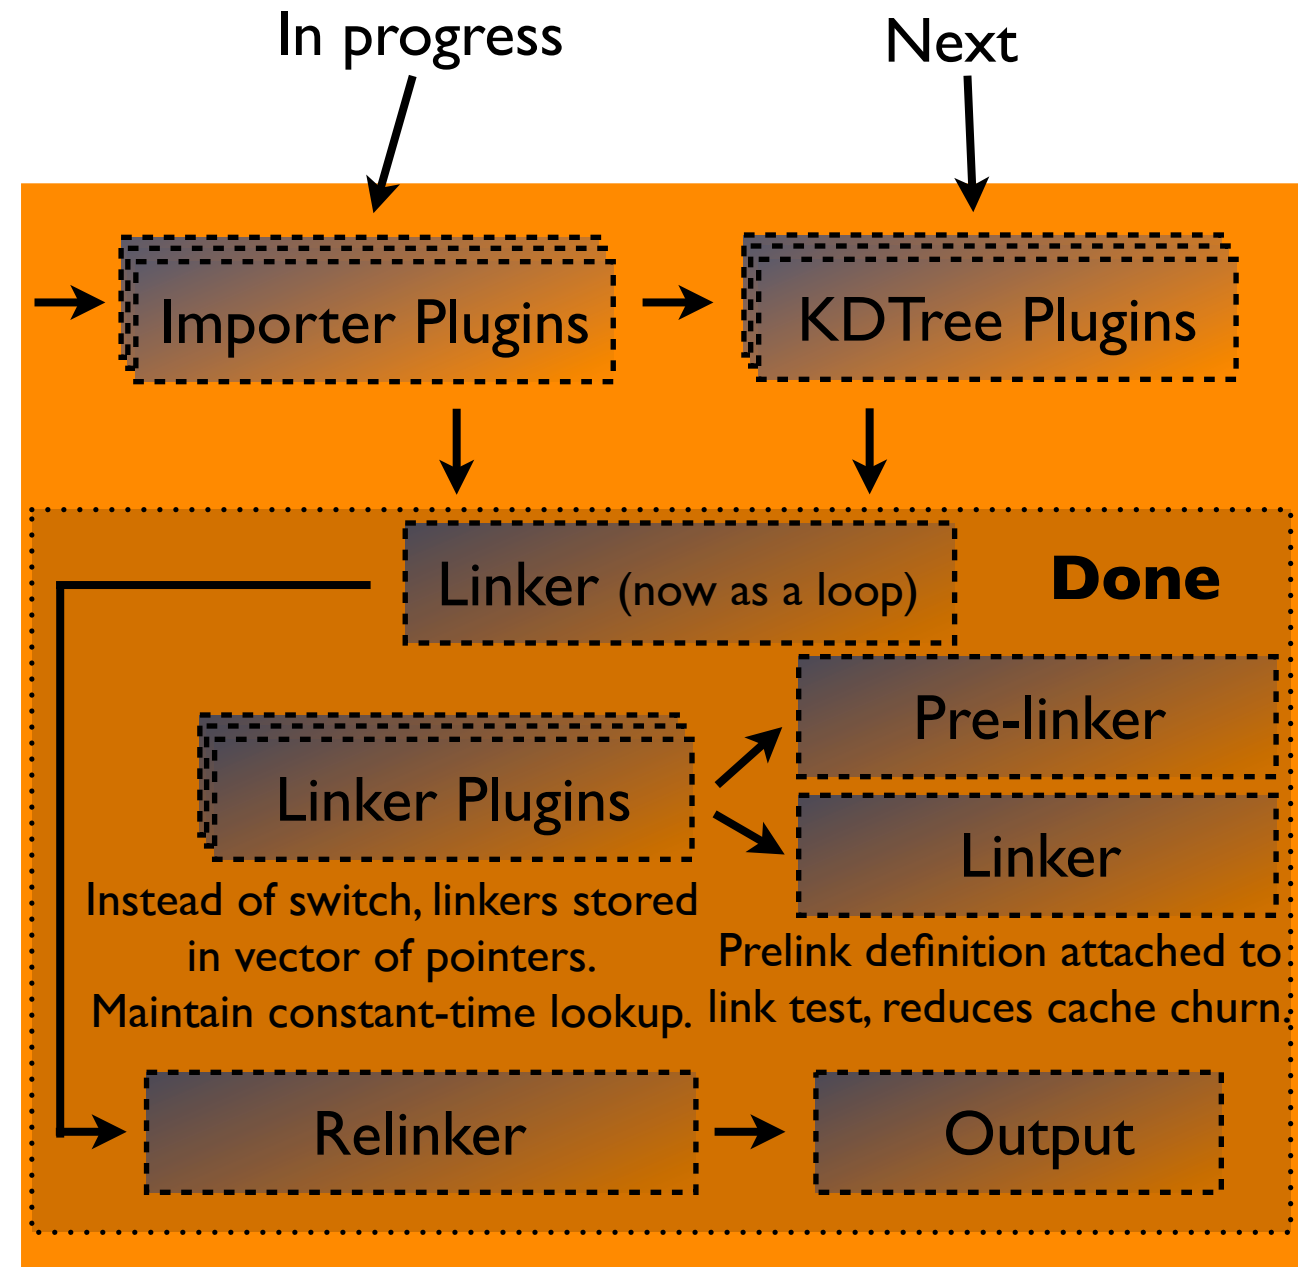 In progress
Next
Importer Plugins
KDTree Plugins
Linker (now as a loop)
Done
Pre-linker
Linker Plugins
Linker
Instead of switch, linkers stored
in vector of pointers.
Maintain constant-time lookup.
Prelink definition attached to
link test, reduces cache churn.
Relinker
Output